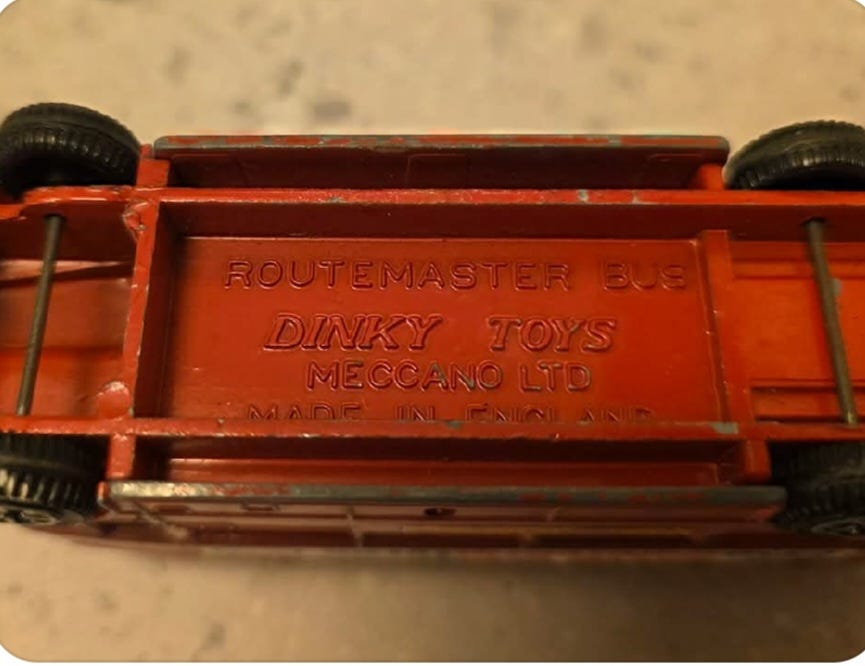 ROUTEMASTER BUS
DINKY TOYS
MECCANO LTD
MADE IN ENGLAND